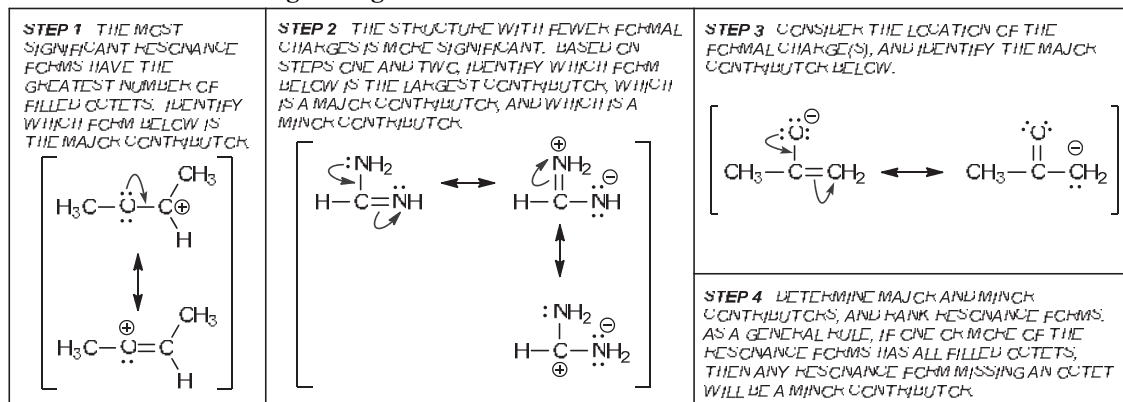 STEP 1 THE MOST
SIGNIFICANT RESONANCE
FORMS HAVE THE
GREATEST NUMBER OF
FILLED OCTETS. IDENTIFY
WHICH FORM BELOW IS
THE MAJOR CONTRIBUTOR.
CH3
H3C O C ⊕
H
⊕
H3C O=C CH3
H
STEP 2 THE STRUCTURE WITH FEWER FORMAL
CHARGES IS MORE SIGNIFICANT. BASED ON
STEPS ONE AND TWO, IDENTIFY WHICH FORM
BELOW IS THE LARGEST CONTRIBUTOR, WHICH
IS A MAJOR CONTRIBUTOR, AND WHICH IS A
MINOR CONTRIBUTOR.
:NH2
H–C=NH
⊕
NH2 ⊖
H–C–NH
:NH2 ⊖
H–C–NH2
⊕
STEP 3 CONSIDER THE LOCATION OF THE
FORMAL CHARGE(S), AND IDENTIFY THE MAJOR
CONTRIBUTOR BELOW.
:O: ⊖
CH3–C=CH2
:O: ⊖
CH3–C–CH2
STEP 4 DETERMINE MAJOR AND MINOR
CONTRIBUTORS, AND RANK RESONANCE FORMS.
AS A GENERAL RULE, IF ONE OR MORE OF THE
RESONANCE FORMS HAS ALL FILLED OCTETS,
THEN ANY RESONANCE FORM MISSING AN OCTET
WILL BE A MINOR CONTRIBUTOR.